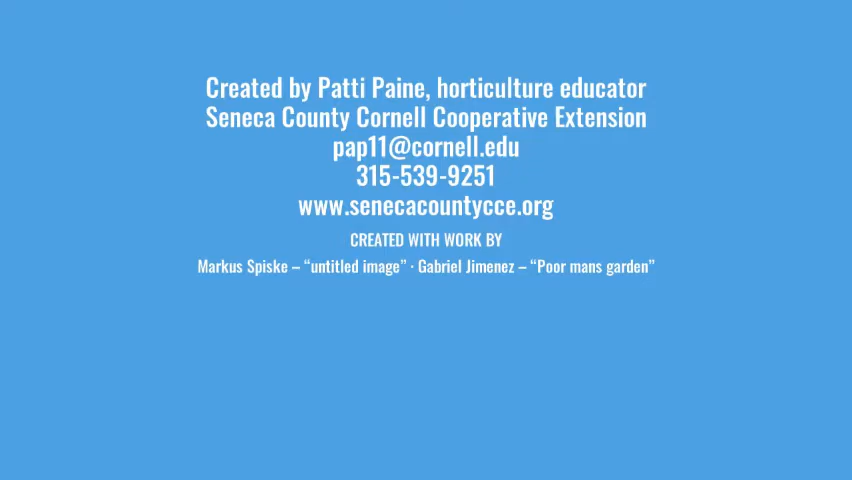 Created by Patti Paine, horticulture educator
Seneca County Cornell Cooperative Extension
pap11@cornell.edu
315-539-9251
www.senecacountycce.org
CREATED WITH WORK BY
Markus Spiske – “untitled image” · Gabriel Jimenez – “Poor mans garden”